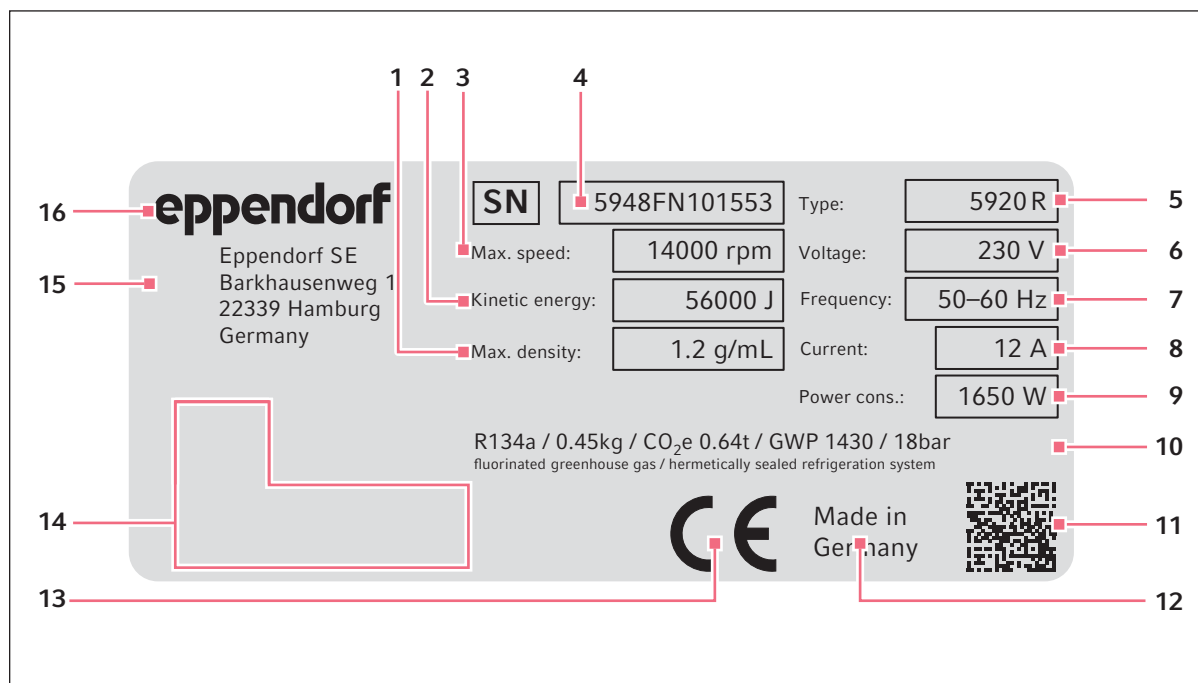 1 2 3 4
16 eppendorf SN 5948FN101553 Type: 5920 R 5
15 Eppendorf SE Max. speed: 14000 rpm Voltage: 230 V 6
Barkhausenweg 1 Kinetic energy: 56000 J Frequency: 50–60 Hz 7
22339 Hamburg
Germany Max. density: 1.2 g/mL Current: 12 A 8
Power cons.: 1650 W 9
R134a / 0.45kg / CO2e 0.64t / GWP 1430 / 18bar 10
fluorinated greenhouse gas / hermetically sealed refrigeration system
14 CE Made in 11
Germany
13 12